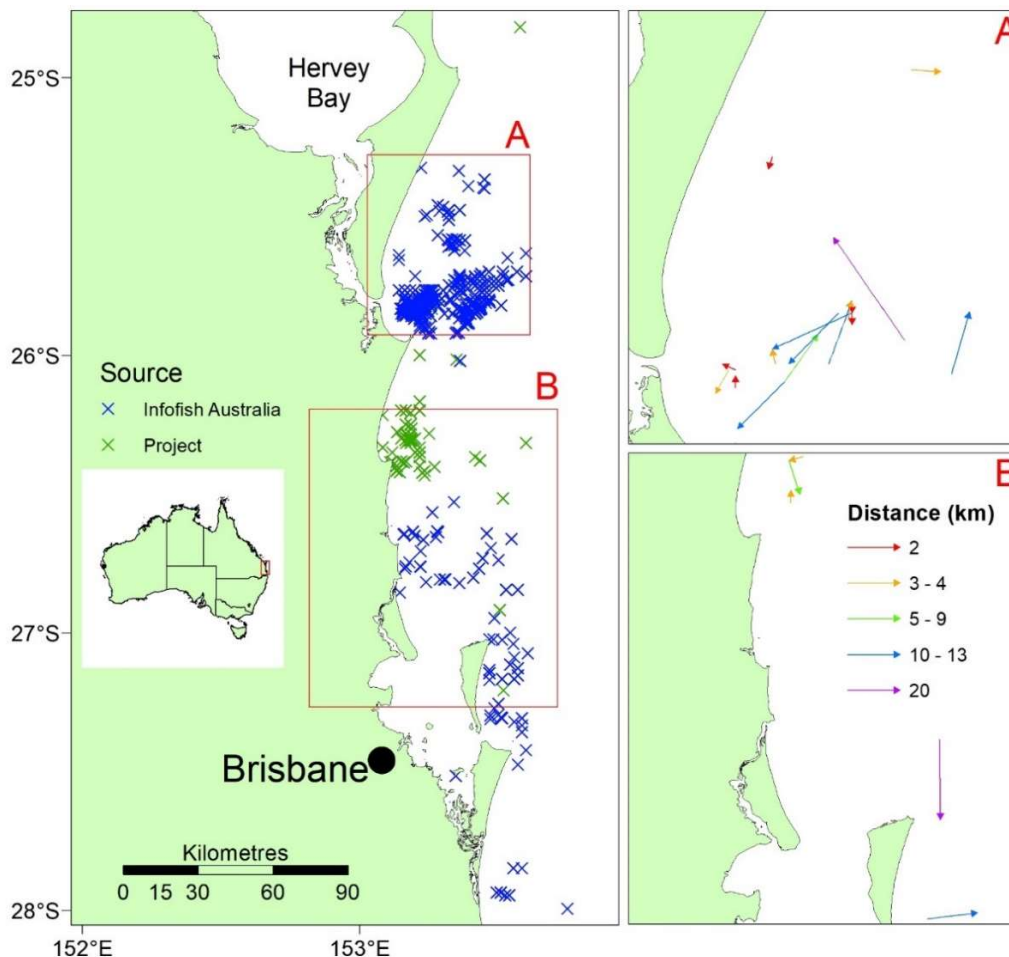 25°S
26°S
27°S
28°S
152°E
153°E
Hervey
Bay
A
B
Source
Infofish Australia
Project
Brisbane
Kilometres
0 15 30 60 90
A
B
Distance (km)
2
3 - 4
5 - 9
10 - 13
20